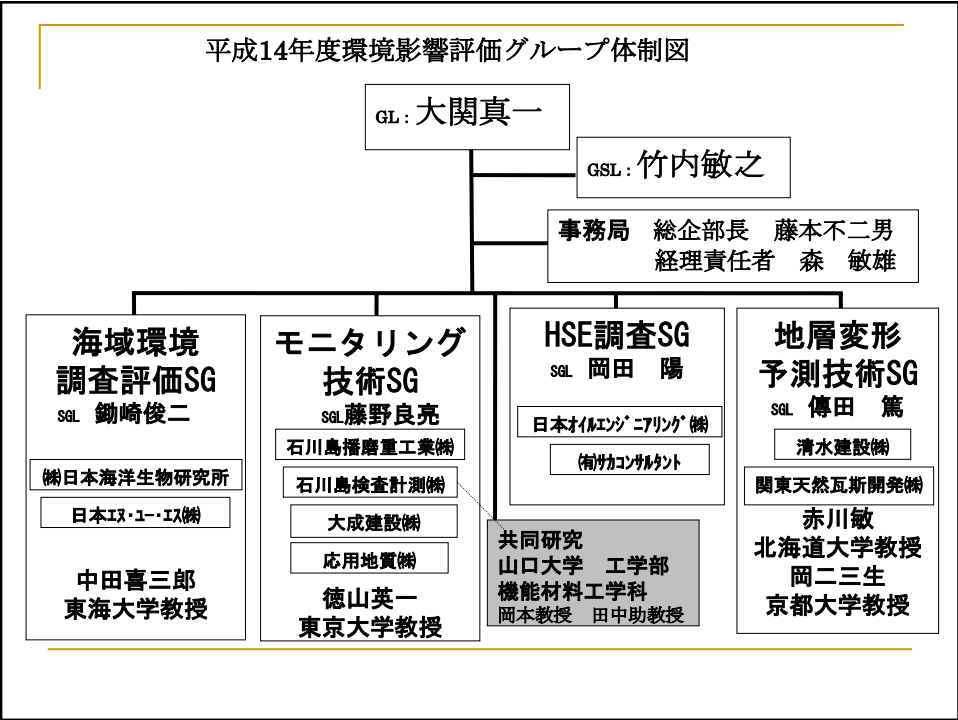 平成14年度環境影響評価グループ体制図
GL：大関真一
GSL：竹内敏之
事務局　総企部長　藤本不二男
経理責任者　森　敏雄
海域環境
調査評価SG
SGL 鋤崎俊二
㈱日本海洋生物研究所
日本ｴﾇ･ユー･エス㈱
中田喜三郎
東海大学教授
モニタリング
技術SG
SGL藤野良亮
石川島播磨重工業㈱
石川島検査計測㈱
大成建設㈱
応用地質㈱
徳山英一
東京大学教授
HSE調査SG
SGL 岡田　陽
日本ｵｲﾙｴﾝｼﾞﾆｱﾘﾝｸﾞ㈱
㈲ｻｶｺﾝｻﾙﾀﾝﾄ
共同研究
山口大学　工学部
機能材料工学科
岡本教授　田中助教授
地層変形
予測技術SG
SGL 傳田　篤
清水建設㈱
関東天然瓦斯開発㈱
赤川敏
北海道大学教授
岡二三生
京都大学教授